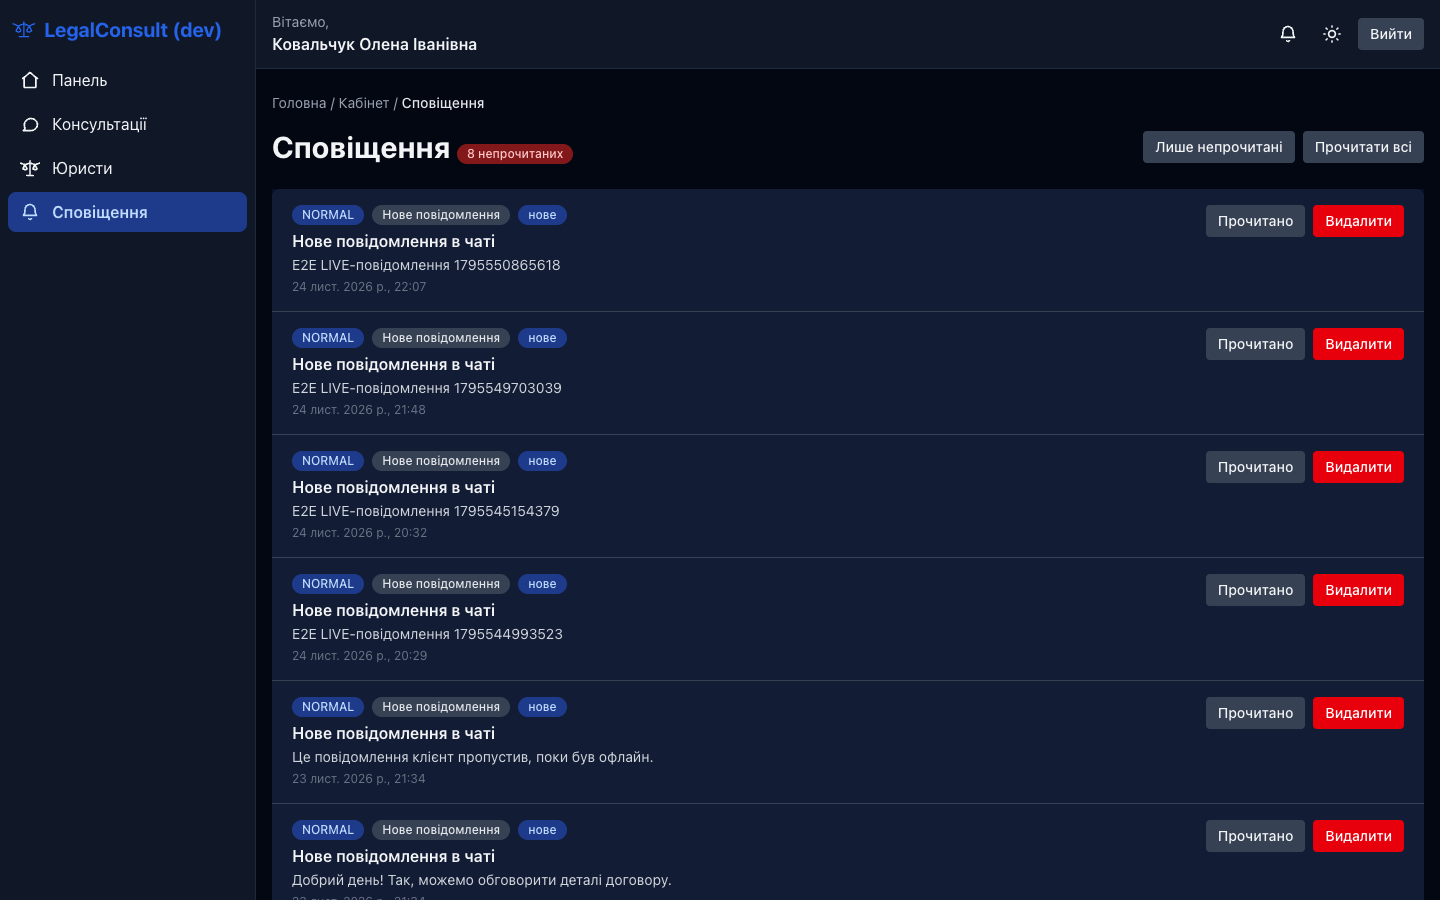 LegalConsult (dev)
Панель
Консультації
Юристи
Сповіщення
Вітаємо,
Ковальчук Олена Іванівна
Вийти
Головна / Кабінет / Сповіщення
Сповіщення 8 непрочитаних
Лише непрочитані Прочитати всі
NORMAL Нове повідомлення нове
Нове повідомлення в чаті
E2E LIVE-повідомлення 1795550865618
24 лист. 2026 р., 22:07
Прочитано Видалити
NORMAL Нове повідомлення нове
Нове повідомлення в чаті
E2E LIVE-повідомлення 1795549703039
24 лист. 2026 р., 21:48
Прочитано Видалити
NORMAL Нове повідомлення нове
Нове повідомлення в чаті
E2E LIVE-повідомлення 1795545154379
24 лист. 2026 р., 20:32
Прочитано Видалити
NORMAL Нове повідомлення нове
Нове повідомлення в чаті
E2E LIVE-повідомлення 1795544993523
24 лист. 2026 р., 20:29
Прочитано Видалити
NORMAL Нове повідомлення нове
Нове повідомлення в чаті
Це повідомлення клієнт пропустив, поки був офлайн.
23 лист. 2026 р., 21:34
Прочитано Видалити
NORMAL Нове повідомлення нове
Нове повідомлення в чаті
Добрий день! Так, можемо обговорити деталі договору.
Прочитано Видалити